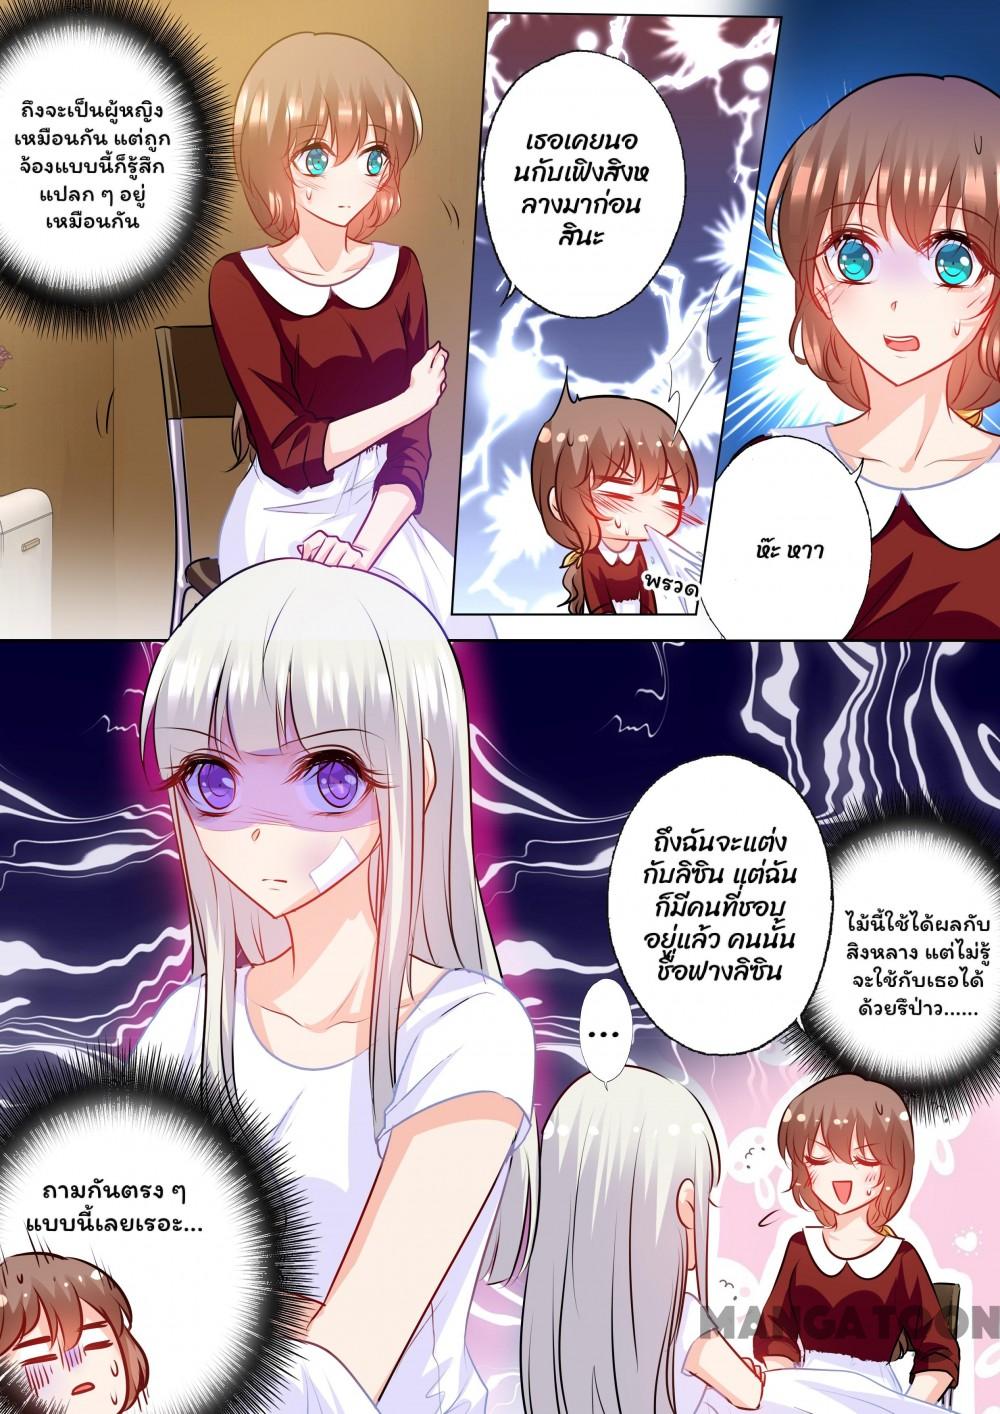 ถึงจะเป็นผู้หญิง
เหมือนกัน แต่ถูก
จ้องแบบนี้ก็รู้สึก
แปลก ๆ อยู่
เหมือนกัน
เธอเคยนอ
นกับเฟิงสิงห
ลางมาก่อน
สินะ
พรวด
ห๊ะ หาา
ถึงฉันจะแต่ง
กับลิซิน แต่ฉัน
ก็มีคนที่ชอบ
อยู่แล้ว คนนั้น
ชื่อฟางลิซิน
ไม้นี้ใช้ได้ผลกับ
สิงหลาง แต่ไม่รู้
จะใช้กับเธอได้
ด้วยรึป่าว......
...
ถามกันตรง ๆ
แบบนี้เลยเรอะ...
MANGATOON